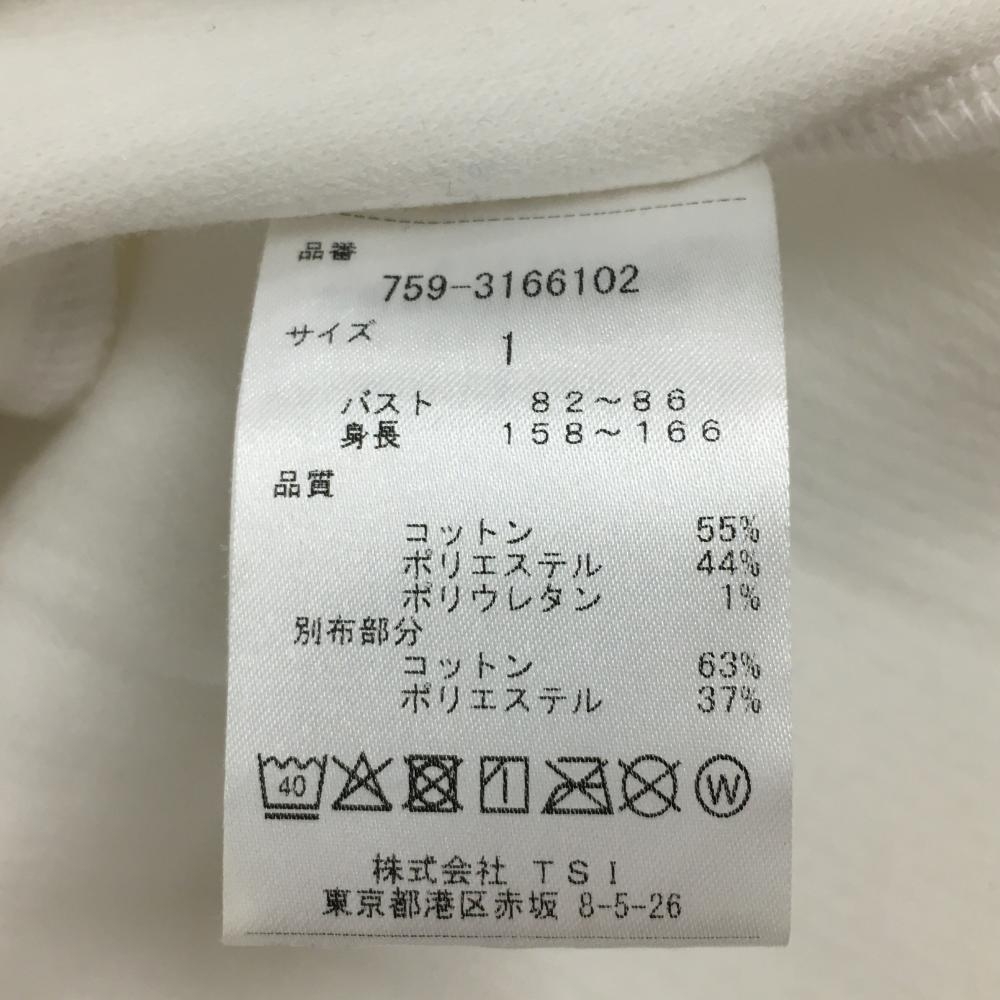 品番
759-3166102
サイズ 1
バスト 82～86
身長 158～166
品質
コットン 55%
ポリエステル 44%
ポリウレタン 1%
別布部分
コットン 63%
ポリエステル 37%
40 W
株式会社 TSI
東京都港区赤坂 8-5-26